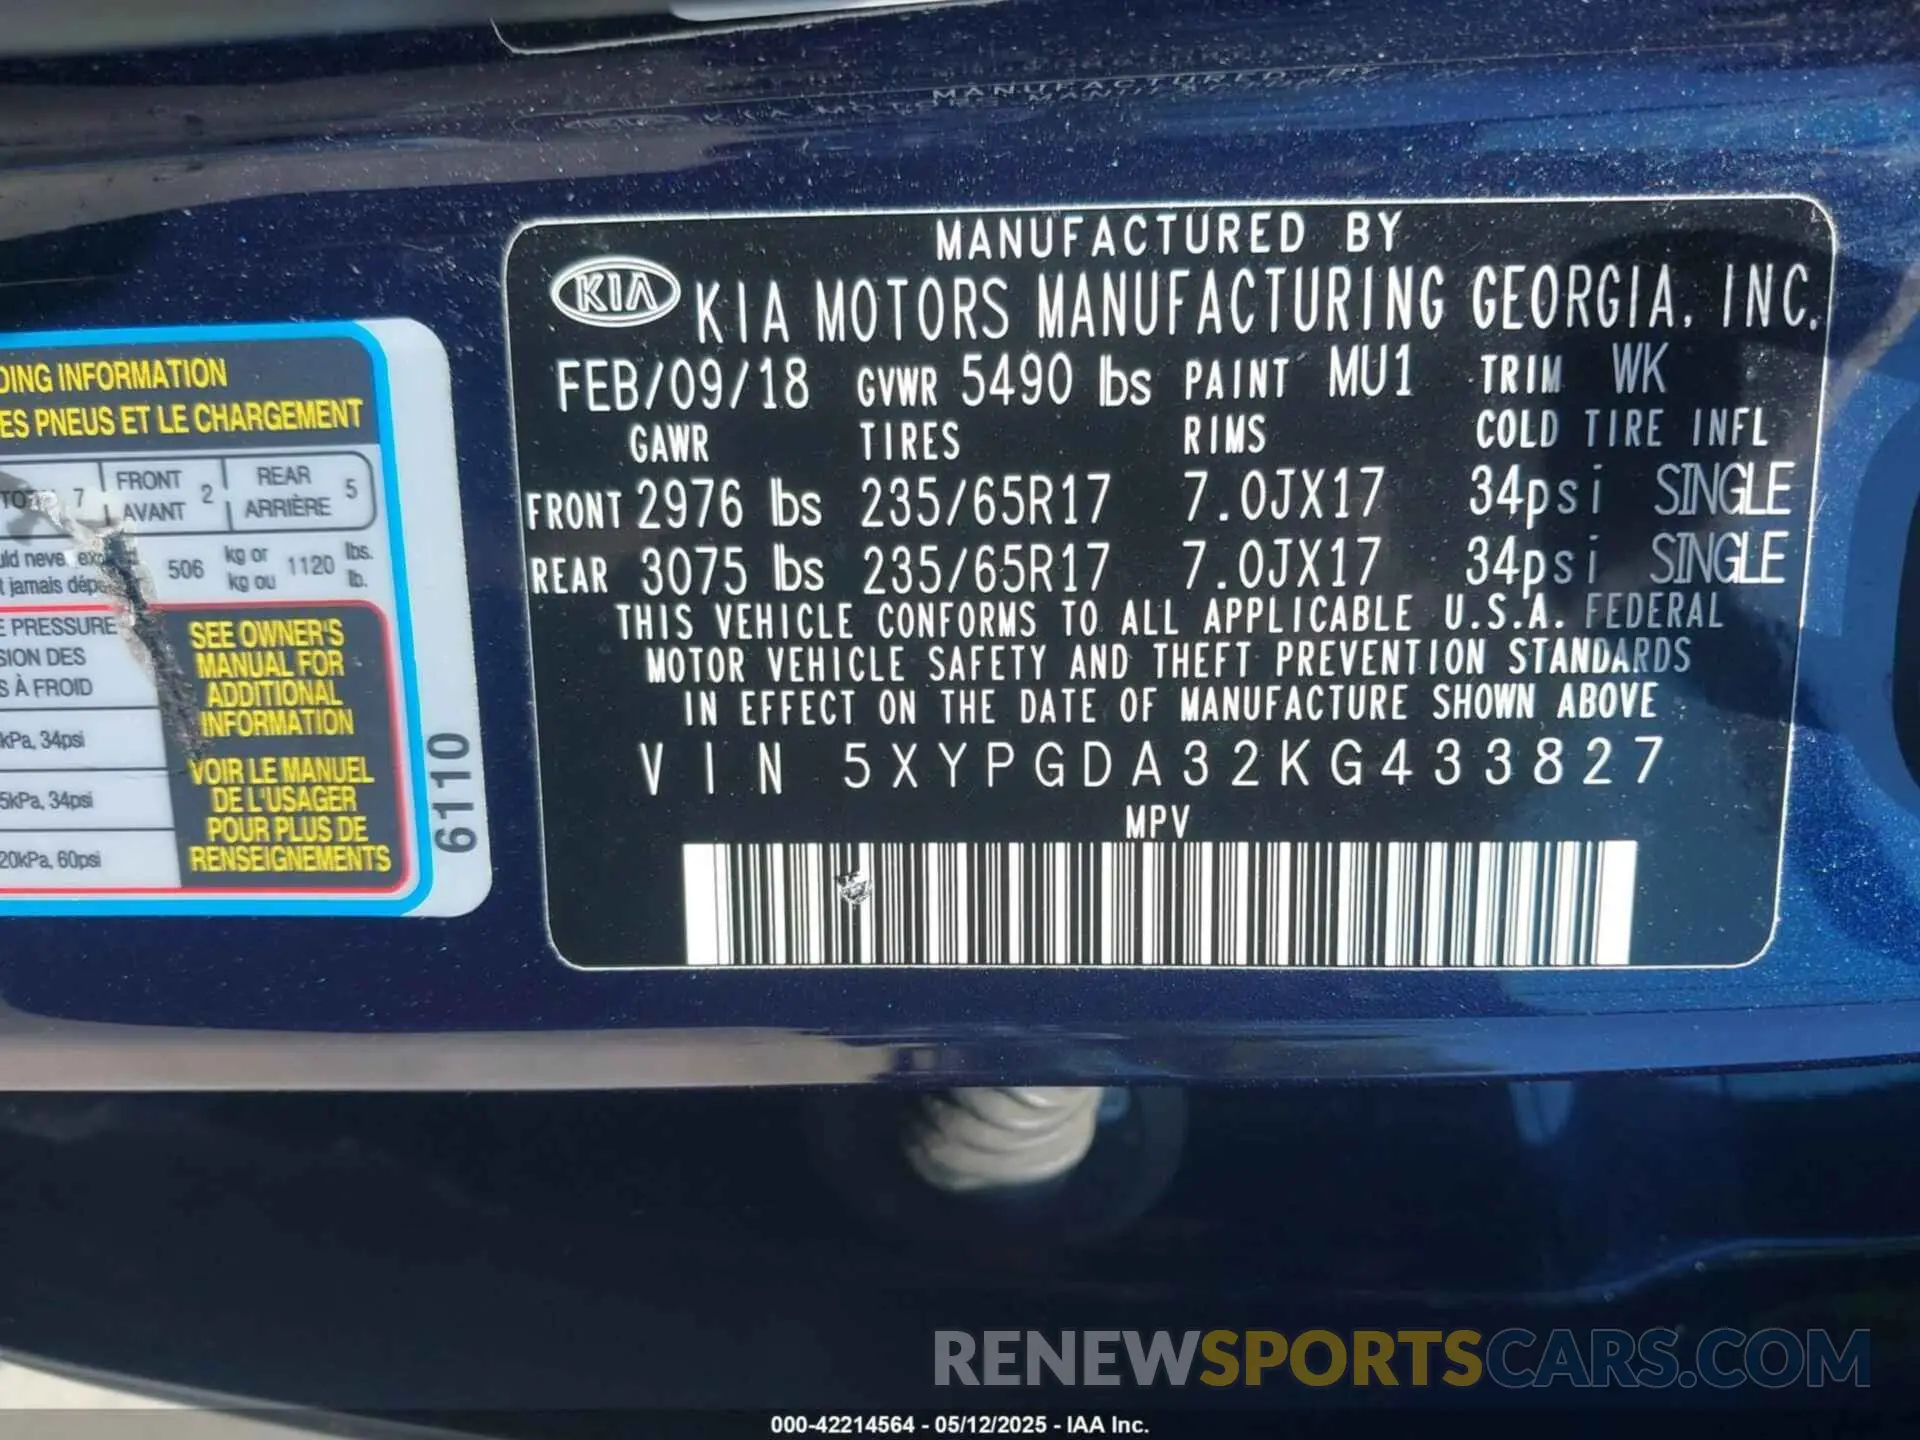 MANUFACTURED BY
KIA KIA MOTORS MANUFACTURING GEORGIA, INC.
FEB/09/18 GVWR 5490 lbs PAINT MU1 TRIM WK
GAWR TIRES RIMS COLD TIRE INFL
FRONT 2976 lbs 235/65R17 7.0JX17 34psi SINGLE
REAR 3075 lbs 235/65R17 7.0JX17 34psi SINGLE
THIS VEHICLE CONFORMS TO ALL APPLICABLE U.S.A. FEDERAL
MOTOR VEHICLE SAFETY AND THEFT PREVENTION STANDARDS
IN EFFECT ON THE DATE OF MANUFACTURE SHOWN ABOVE
VIN 5XYPGDA32KG433827
MPV
DING INFORMATION
ES PNEUS ET LE CHARGEMENT
7 FRONT AVANT 2 REAR ARRIÈRE 5
uld never
506 kg or 1120 lbs.
t jamais kg ou lb.
E PRESSURE
SION DES
S À FROID
kPa, 34psi
5kPa, 34psi
20kPa, 60psi
SEE OWNER'S
MANUAL FOR
ADDITIONAL
INFORMATION
VOIR LE MANUEL
DE L'USAGER
POUR PLUS DE
RENSEIGNEMENTS
6110
RENEWSPORTSCARS.COM
000-42214564 - 05/12/2025 - IAA Inc.